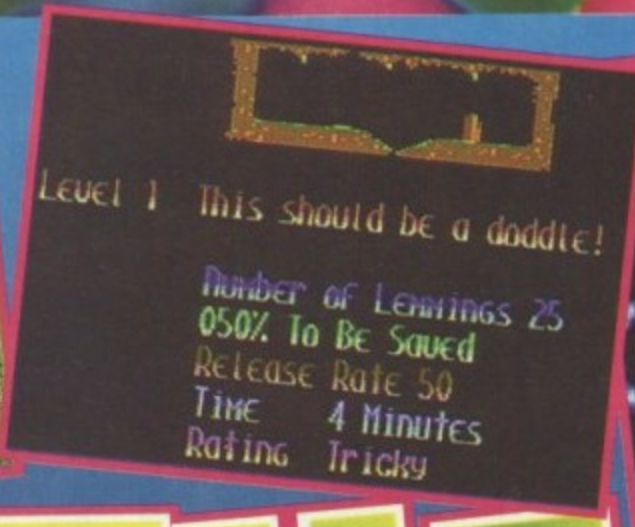 Level 1 This should be a doddle!
Number of Lemmings 25
050% To Be Saved
Release Rate 50
Time 4 Minutes
Rating Tricky